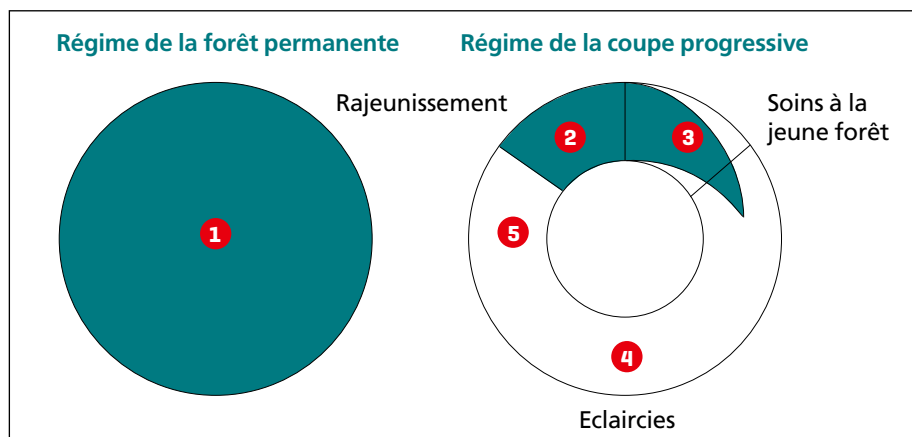 Régime de la forêt permanente
Régime de la coupe progressive
Rajeunissement
Soins à la
jeune forêt
2
3
1
5
4
Eclaircies